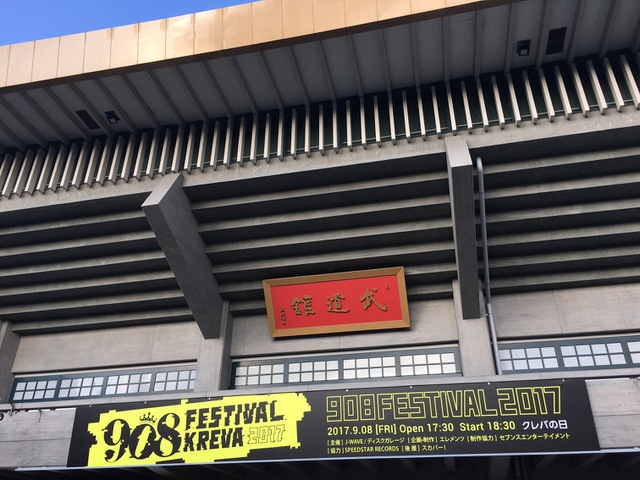 武道館
908 FESTIVAL
KREVA 2017
908FESTIVAL2017
2017.9.08 [FRI] Open 17:30 Start 18:30 クレバの日
[主催] J-WAVE / ディスクガレージ [企画・制作] エレメンツ [制作協力] セブンスエンターテイメント
[協力] SPEEDSTAR RECORDS [後援] スカパー!